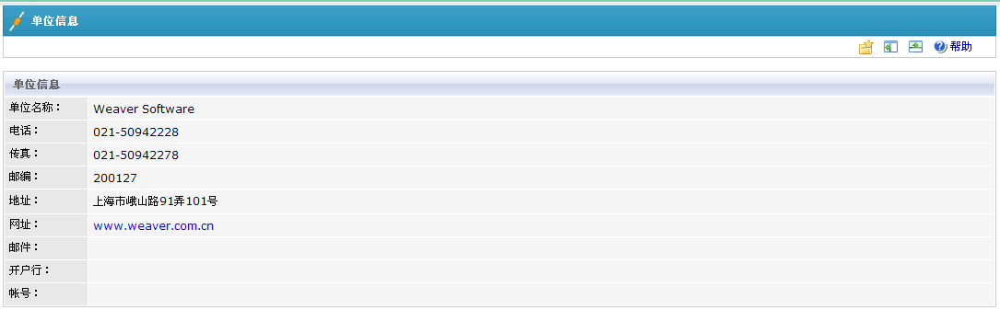 单位信息
帮助
单位信息
单位名称： Weaver Software
电话： 021-50942228
传真： 021-50942278
邮编： 200127
地址： 上海市峨山路91弄101号
网址： www.weaver.com.cn
邮件：
开户行：
帐号：